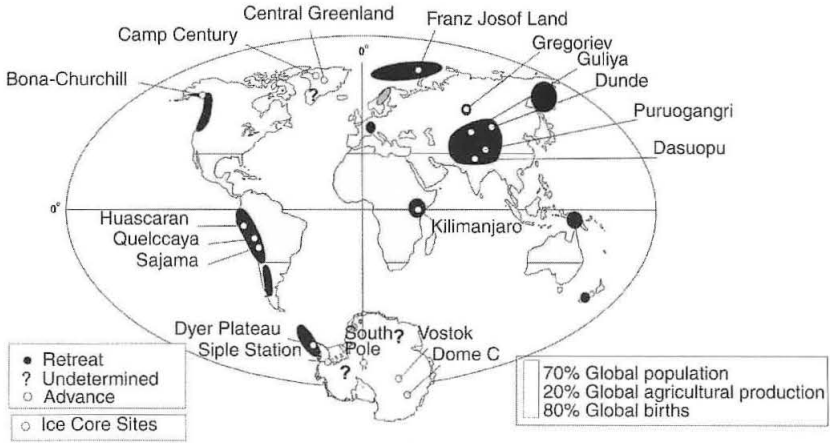 Central Greenland
Franz Josof Land
Camp Century
Gregoriev
0°
Guliya
Bona-Churchill
Dunde
?
Puruogangri
Dasuopu
0°
Huascaran
Kilimanjaro
Quelccaya
Sajama
Dyer Plateau
South ? Vostok
Siple Station
Pole
Dome C
?
Retreat
? Undetermined
Advance
Ice Core Sites
70% Global population
20% Global agricultural production
80% Global births